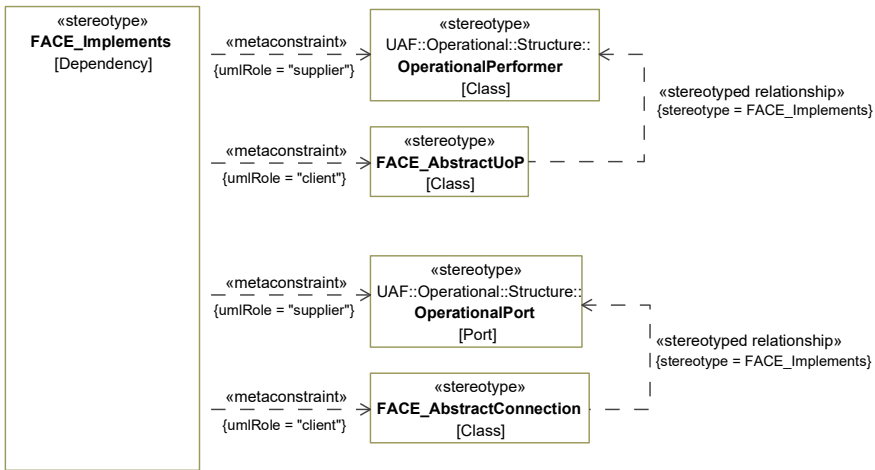 «stereotype»
FACE_Implements
[Dependency]
«metaconstraint»
{umlRole = "supplier"}
«stereotype»
UAF::Operational::Structure::
OperationalPerformer
[Class]
«stereotyped relationship»
{stereotype = FACE_Implements}
«metaconstraint»
{umlRole = "client"}
«stereotype»
FACE_AbstractUoP
[Class]
«metaconstraint»
{umlRole = "supplier"}
«stereotype»
UAF::Operational::Structure::
OperationalPort
[Port]
«stereotyped relationship»
{stereotype = FACE_Implements}
«metaconstraint»
{umlRole = "client"}
«stereotype»
FACE_AbstractConnection
[Class]